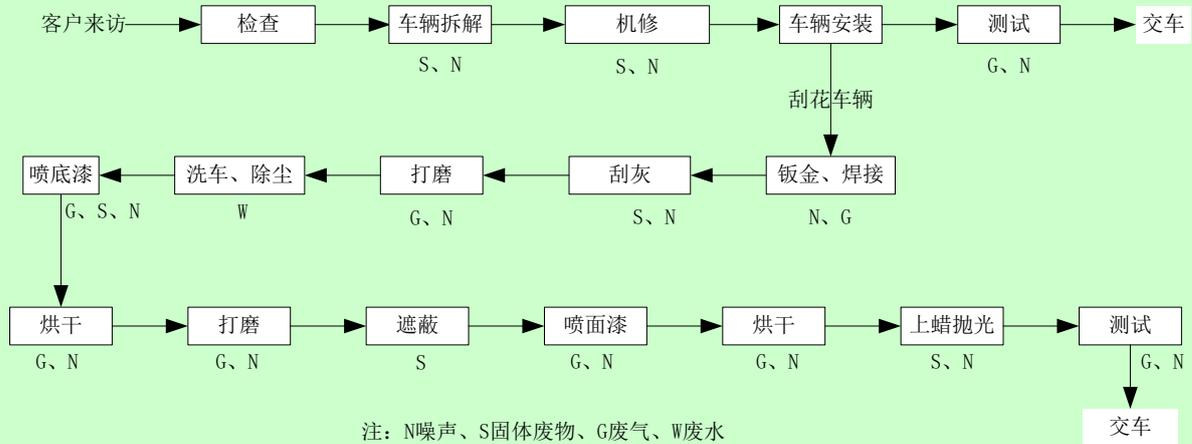 客户来访 检查 车辆拆解 机修 车辆安装 测试 交车
S、N S、N G、N
刮花车辆
喷底漆 洗车、除尘 打磨 刮灰 钣金、焊接
G、S、N W G、N S、N N、G
烘干 打磨 遮蔽 喷面漆 烘干 上蜡抛光 测试
G、N G、N S G、N G、N S、N G、N
交车
注：N噪声、S固体废物、G废气、W废水